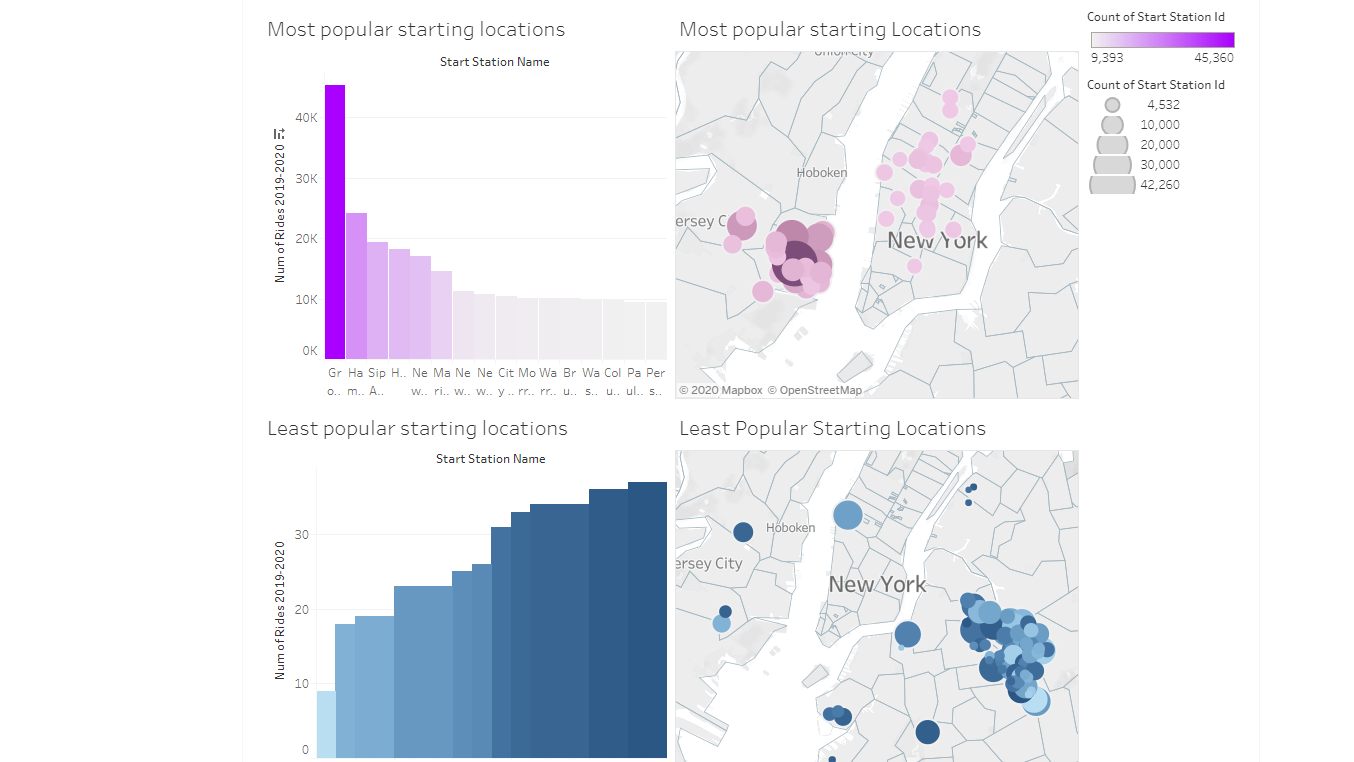 Most popular starting locations
Start Station Name
Num of Rides 2019-2020
40K
30K
20K
10K
0K
Gr Ha Sip H.. Ne Ma Ne Ne Cit Mo Wa Br Wa Col Pa Per
o.. m.. A.. w.. ri.. w.. w.. y .. rr.. rr.. u.. s.. u.. ul.. s..
Most popular starting Locations
Union City
Hoboken
ersey C
New York
© 2020 Mapbox © OpenStreetMap
Count of Start Station Id
9,393 45,360
Count of Start Station Id
4,532
10,000
20,000
30,000
42,260
Least popular starting locations
Start Station Name
Num of Rides 2019-2020
30
20
10
0
Least Popular Starting Locations
Hoboken
ersey City
New York